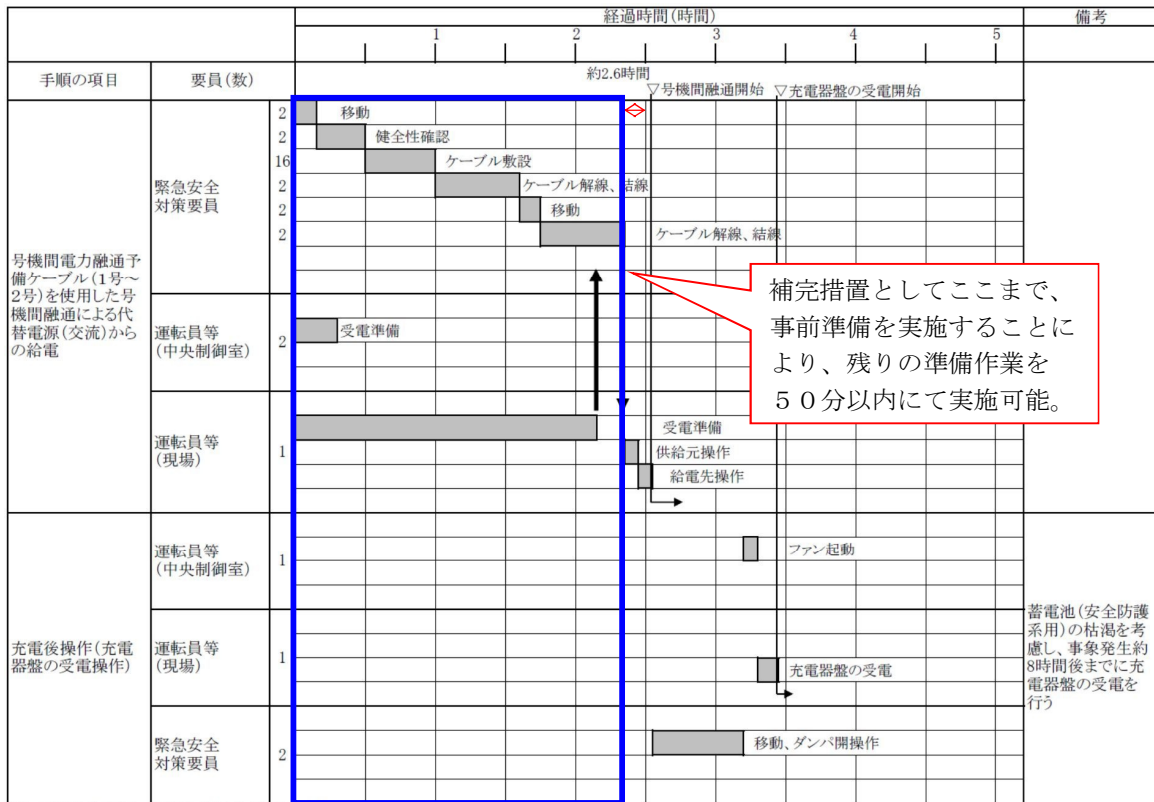 経過時間(時間)
備考
1
2
3
4
5
手順の項目
要員(数)
約2.6時間
▽号機間融通開始
▽充電器盤の受電開始
号機間電力融通予
備ケーブル(1号～
2号)を使用した号
機間融通による代
替電源(交流)から
の給電
緊急安全
対策要員
2
移動
2
健全性確認
16
ケーブル敷設
2
ケーブル解線、結線
2
移動
2
ケーブル解線、結線
補完措置としてここまで、
事前準備を実施することに
より、残りの準備作業を
５０分以内にて実施可能。
運転員等
(中央制御室)
2
受電準備
運転員等
(現場)
1
受電準備
供給元操作
給電先操作
充電後操作(充電
器盤の受電操作)
運転員等
(中央制御室)
1
ファン起動
運転員等
(現場)
1
充電器盤の受電
緊急安全
対策要員
2
移動、ダンパ開操作
蓄電池(安全防護
系用)の枯渇を考
慮し、事象発生約
8時間後までに充
電器盤の受電を
行う